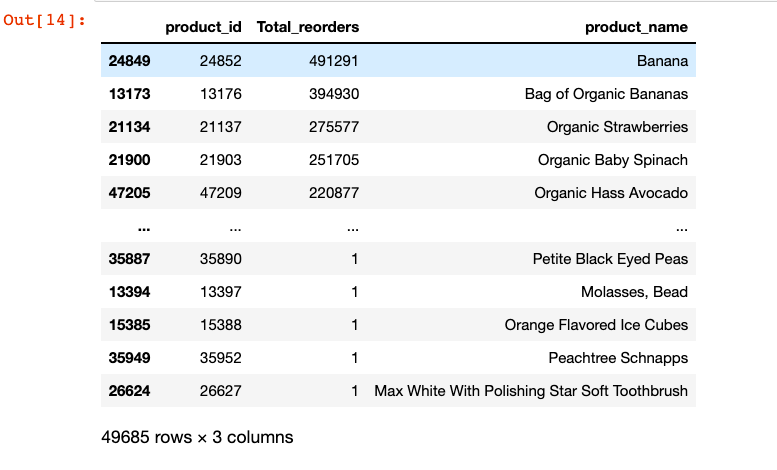 Out[14]:
product_id Total_reorders product_name
24849 24852 491291 Banana
13173 13176 394930 Bag of Organic Bananas
21134 21137 275577 Organic Strawberries
21900 21903 251705 Organic Baby Spinach
47205 47209 220877 Organic Hass Avocado
... ... ... ...
35887 35890 1 Petite Black Eyed Peas
13394 13397 1 Molasses, Bead
15385 15388 1 Orange Flavored Ice Cubes
35949 35952 1 Peachtree Schnapps
26624 26627 1 Max White With Polishing Star Soft Toothbrush
49685 rows × 3 columns